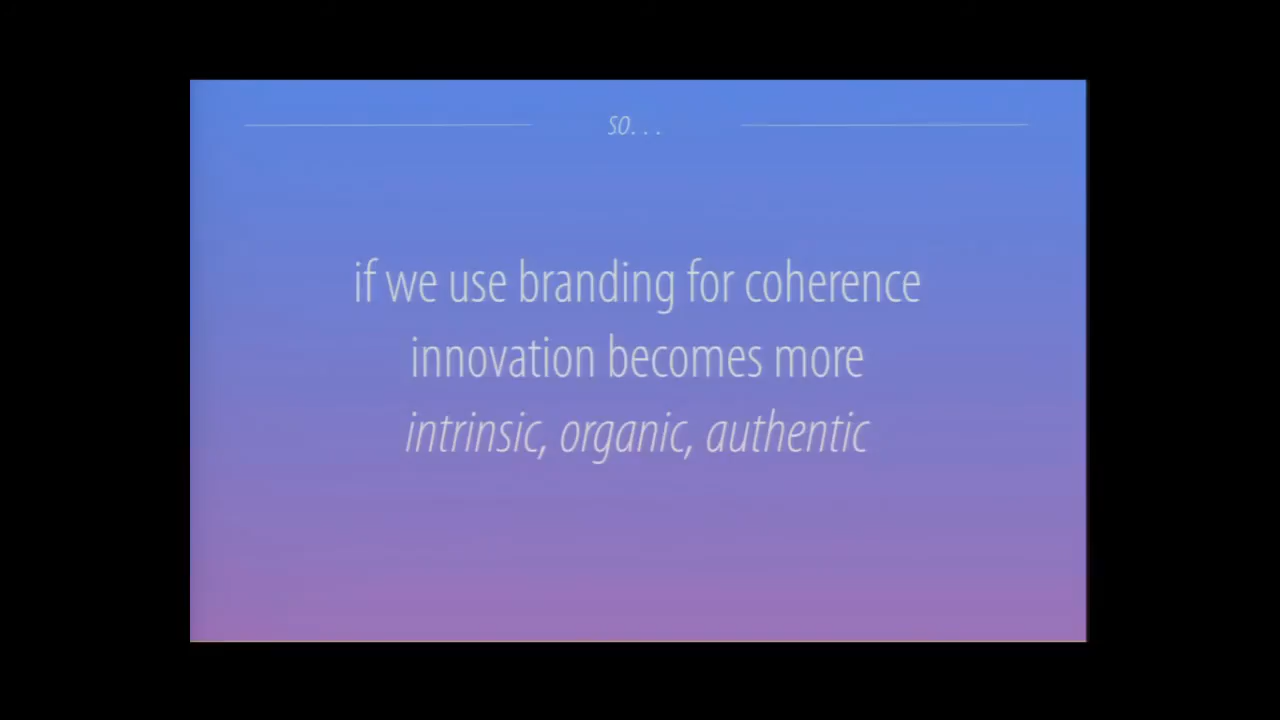 so...
if we use branding for coherence
innovation becomes more
intrinsic, organic, authentic